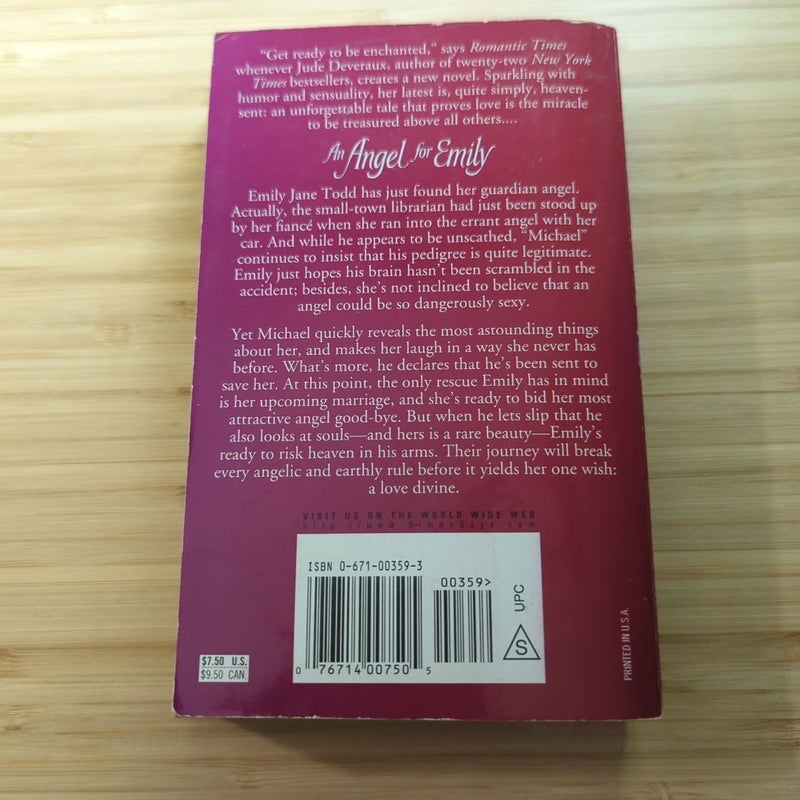 "Get ready to be enchanted," says Romantic Times
whenever Jude Deveraux, author of twenty-two New York
Times bestsellers, creates a new novel. Sparkling with
humor and sensuality, her latest is, quite simply, heaven-
sent: an unforgettable tale that proves love is the miracle
to be treasured above all others....
An Angel for Emily
Emily Jane Todd has just found her guardian angel.
Actually, the small-town librarian had just been stood up
by her fiancé when she ran into the errant angel with her
car. And while he appears to be unscathed, "Michael"
continues to insist that his pedigree is quite legitimate.
Emily just hopes his brain hasn't been scrambled in the
accident; besides, she's not inclined to believe that an
angel could be so dangerously sexy.
Yet Michael quickly reveals the most astounding things
about her, and makes her laugh in a way she never has
before. What's more, he declares that he's been sent to
save her. At this point, the only rescue Emily has in mind
is her upcoming marriage, and she's ready to bid her most
attractive angel good-bye. But when he lets slip that he
also looks at souls—and hers is a rare beauty—Emily's
ready to risk heaven in his arms. Their journey will break
every angelic and earthly rule before it yields her one wish:
a love divine.
VISIT US ON THE WORLD WIDE WEB
http://www.SimonSays.com
ISBN 0-671-00359-3
00359>
UPC
S
0 76714 00750 5
$7.50 U.S.
$9.50 CAN.
PRINTED IN U.S.A.